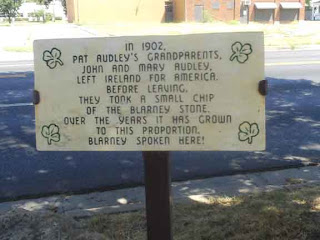 IN 1902,
PAT AUDLEY'S GRANDPARENTS,
JOHN AND MARY AUDLEY,
LEFT IRELAND FOR AMERICA.
BEFORE LEAVING,
THEY TOOK A SMALL CHIP
OF THE BLARNEY STONE.
OVER THE YEARS IT HAS GROWN
TO THIS PROPORTION.
BLARNEY SPOKEN HERE!